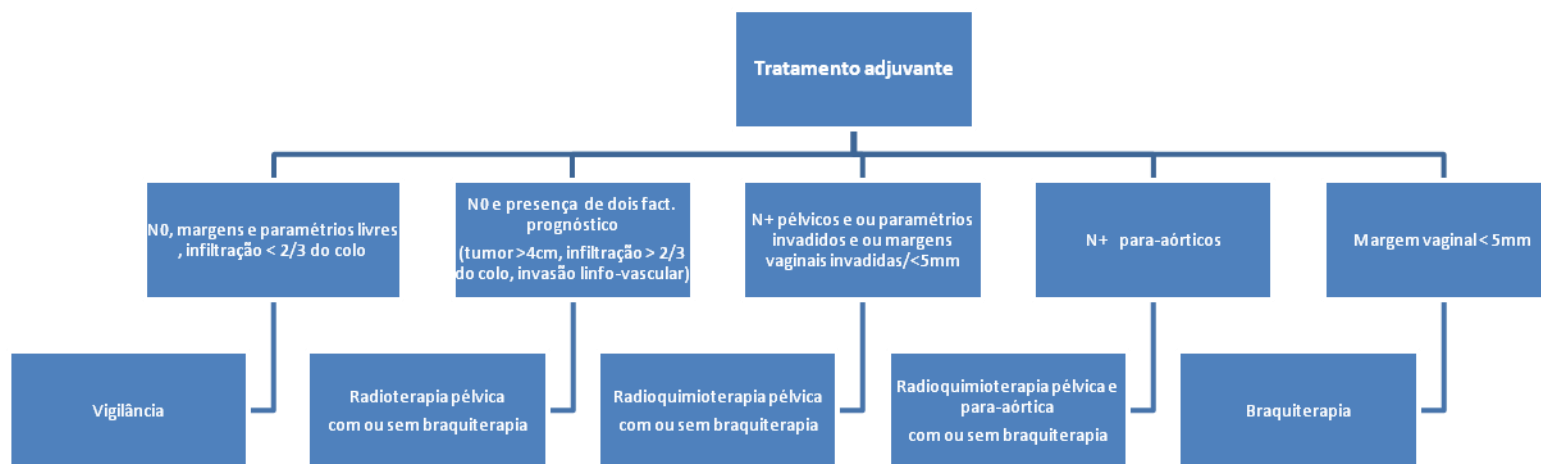 Tratamento adjuvante
N0, margens e paramétrios livres
, infiltração < 2/3 do colo
N0 e presença de dois fact.
prognóstico
(tumor >4cm, infiltração > 2/3
do colo, invasão linfo-vascular)
N+ pélvicos e ou paramétrios
invadidos e ou margens
vaginais invadidas/<5mm
N+ para-aórticos
Margem vaginal < 5mm
Vigilância
Radioterapia pélvica
com ou sem braquiterapia
Radioquimioterapia pélvica
com ou sem braquiterapia
Radioquimioterapia pélvica e
para-aórtica
com ou sem braquiterapia
Braquiterapia